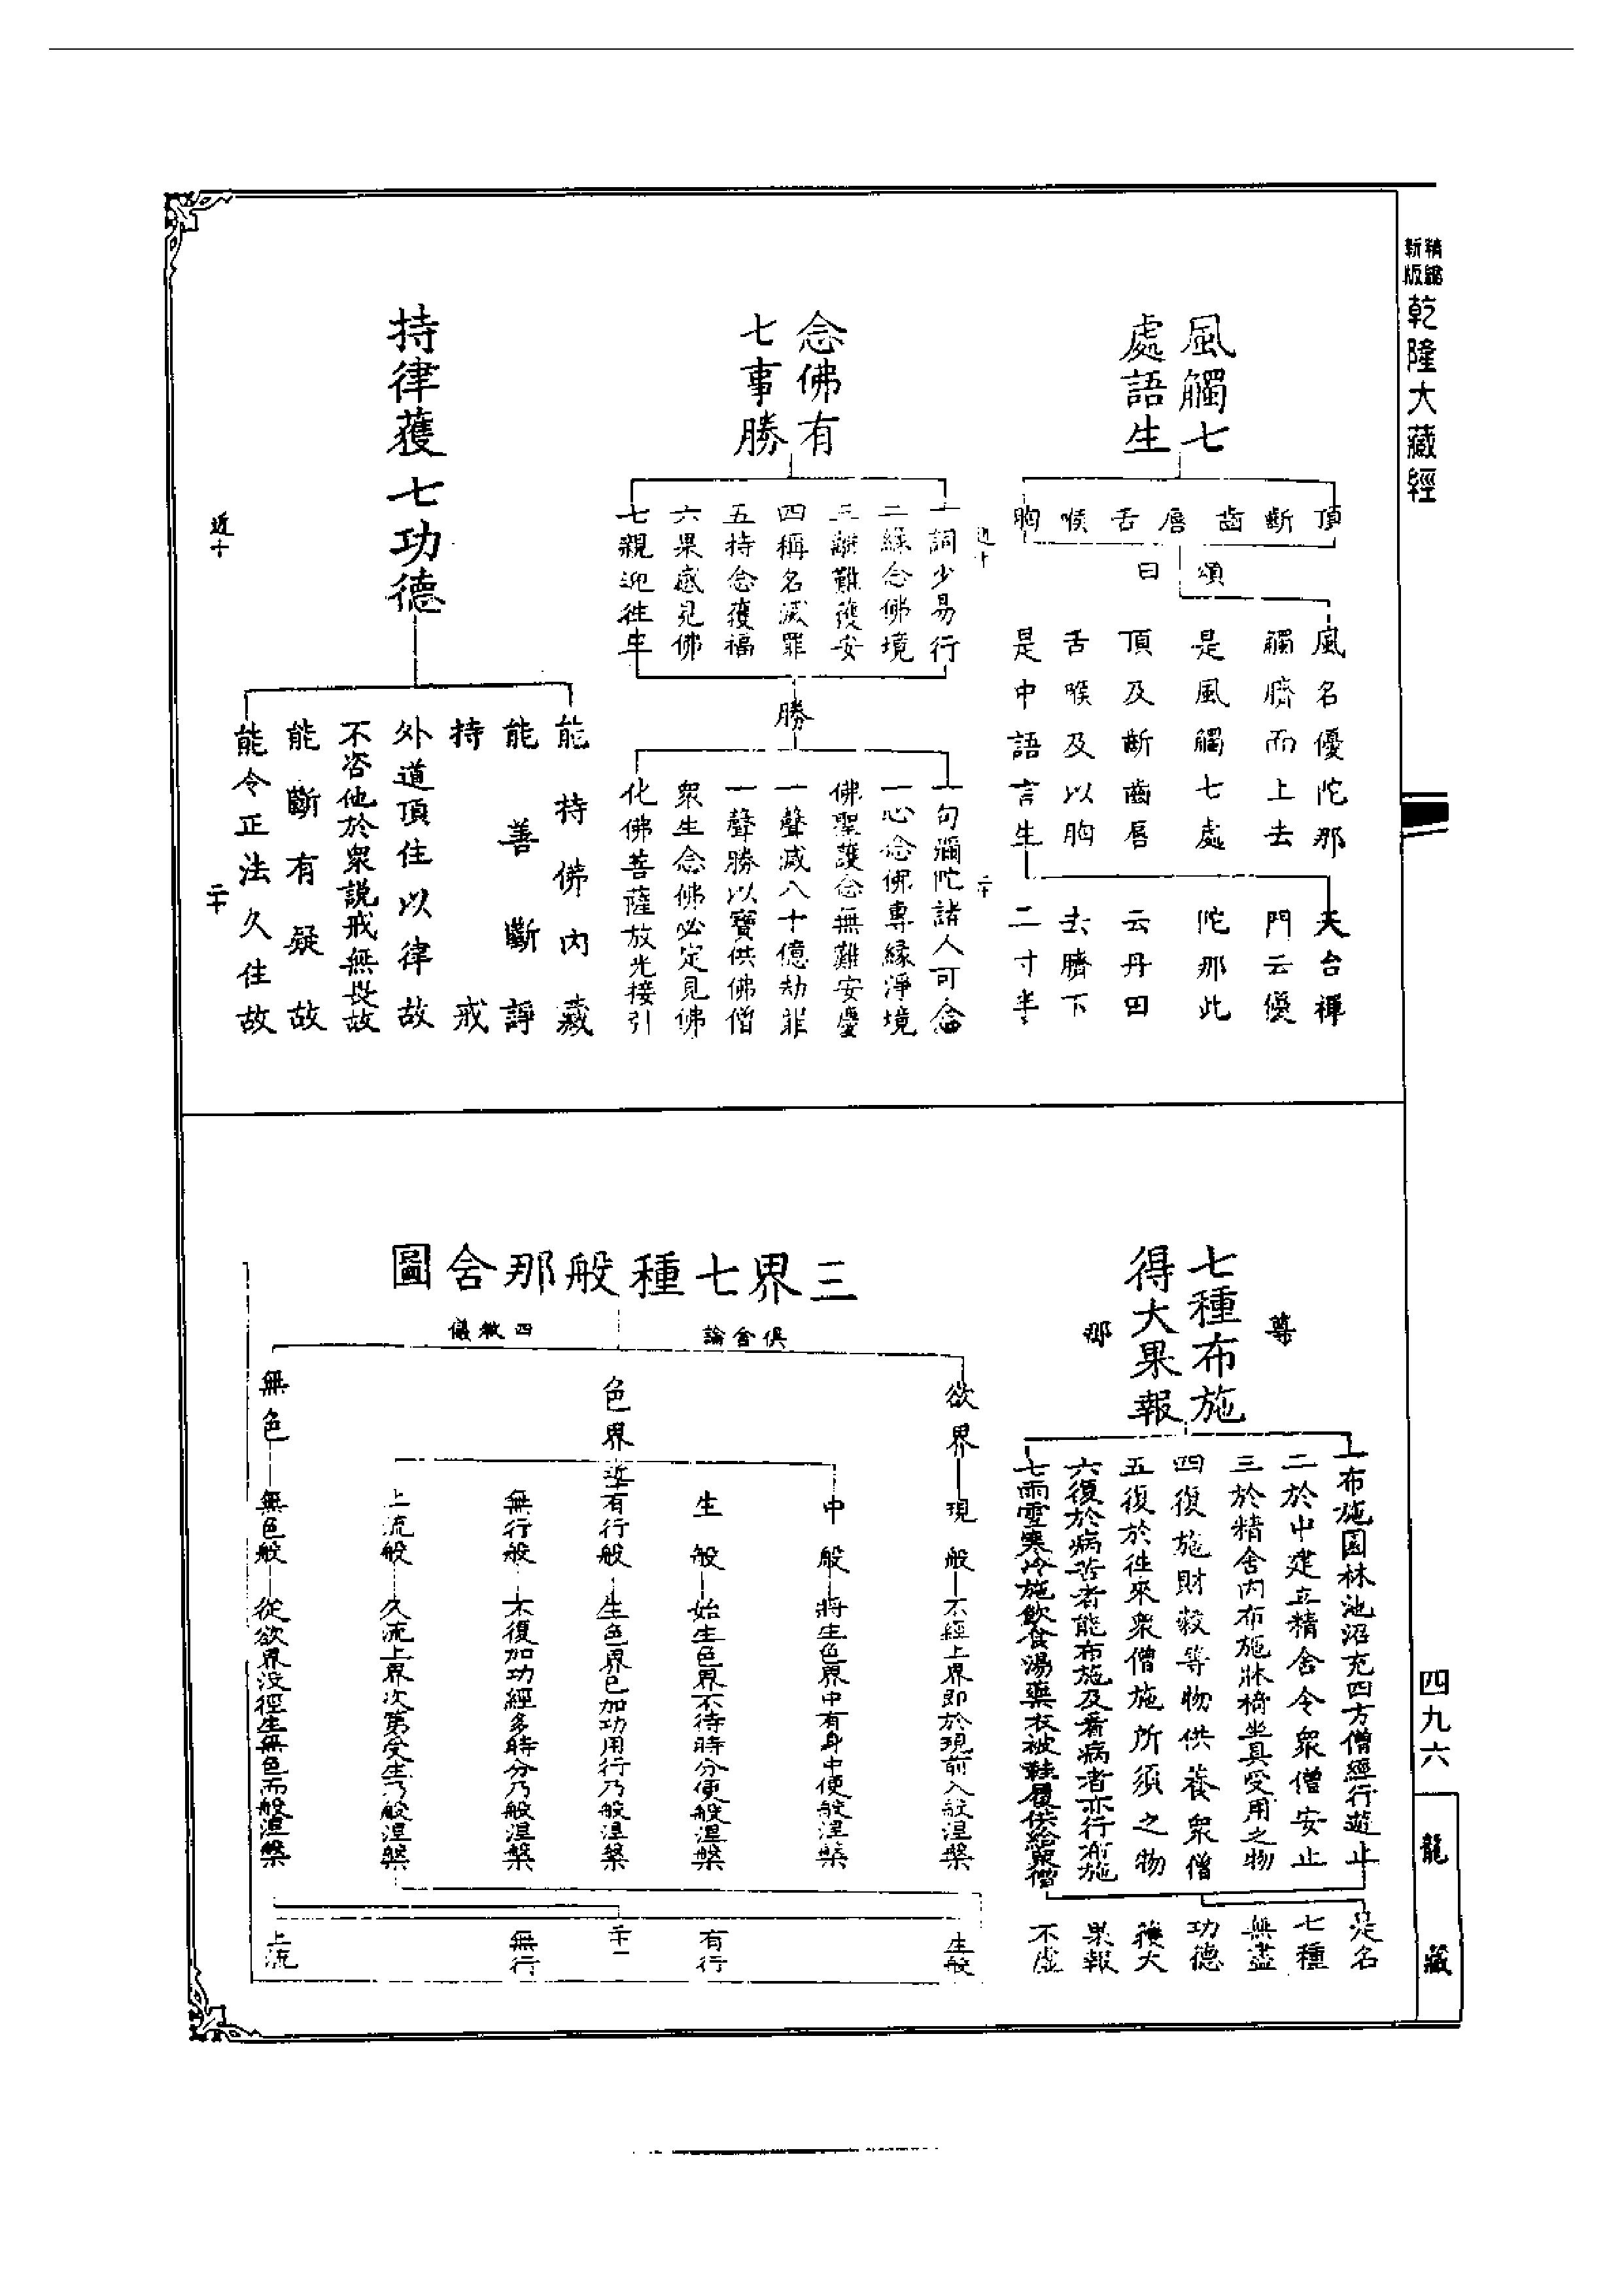 精縮
新版
乾隆大藏經
風觸七
處語生
頂
齗
齒
唇
舌
喉
胸
頌
曰
風名優陀那
觸臍而上去
是風觸七處
頂及齗齒唇
舌喉及以胸
是中語言生
天台禪
門云優
陀那此
云丹田
去臍下
二寸半
近十
二十
念佛有
七事勝
一詞少易行
二緣念佛境
三離難獲安
四稱名滅罪
五持念獲福
六果感見佛
七親迎往生
勝
一句彌陀諸人可念
一心念佛專緣淨境
佛聖護念無難安慶
一聲滅八十億劫罪
一聲勝以寶供佛僧
眾生念佛必定見佛
化佛菩薩放光接引
持律獲七功德
能持佛內藏
能善斷諍
持戒
外道頂住以律故
不咨他於眾說戒無畏故
能斷有疑故
能令正法久住故
近十
二十
七種布施
得大果報
一布施園林池沼充四方僧經行遊止
二於中建立精舍令眾僧安止
三於精舍內布施牀椅坐具受用之物
四復施財穀等物供養眾僧
五復於往來眾僧施所須之物
六復於病苦者能布施及看病者亦行布施
七雨雪寒冷施飲食湯藥衣被鞋履供給眾僧
是名
七種
無盡
功德
獲大
果報
不虛
三界七種般那含圖
俱舍論
四教儀
欲界
現般
不經上界即於現前入般涅槃
色界
中般
將生色界中有身中便般涅槃
生般
始生色界不待時分便般涅槃
有行般
生色界已加功用行乃般涅槃
無行般
不復加功經多時分乃般涅槃
上流般
久流上界次第受生乃般涅槃
無色
無色般
從欲界沒徑生無色而般涅槃
生般
有行
無行
上流
四九六
龍藏